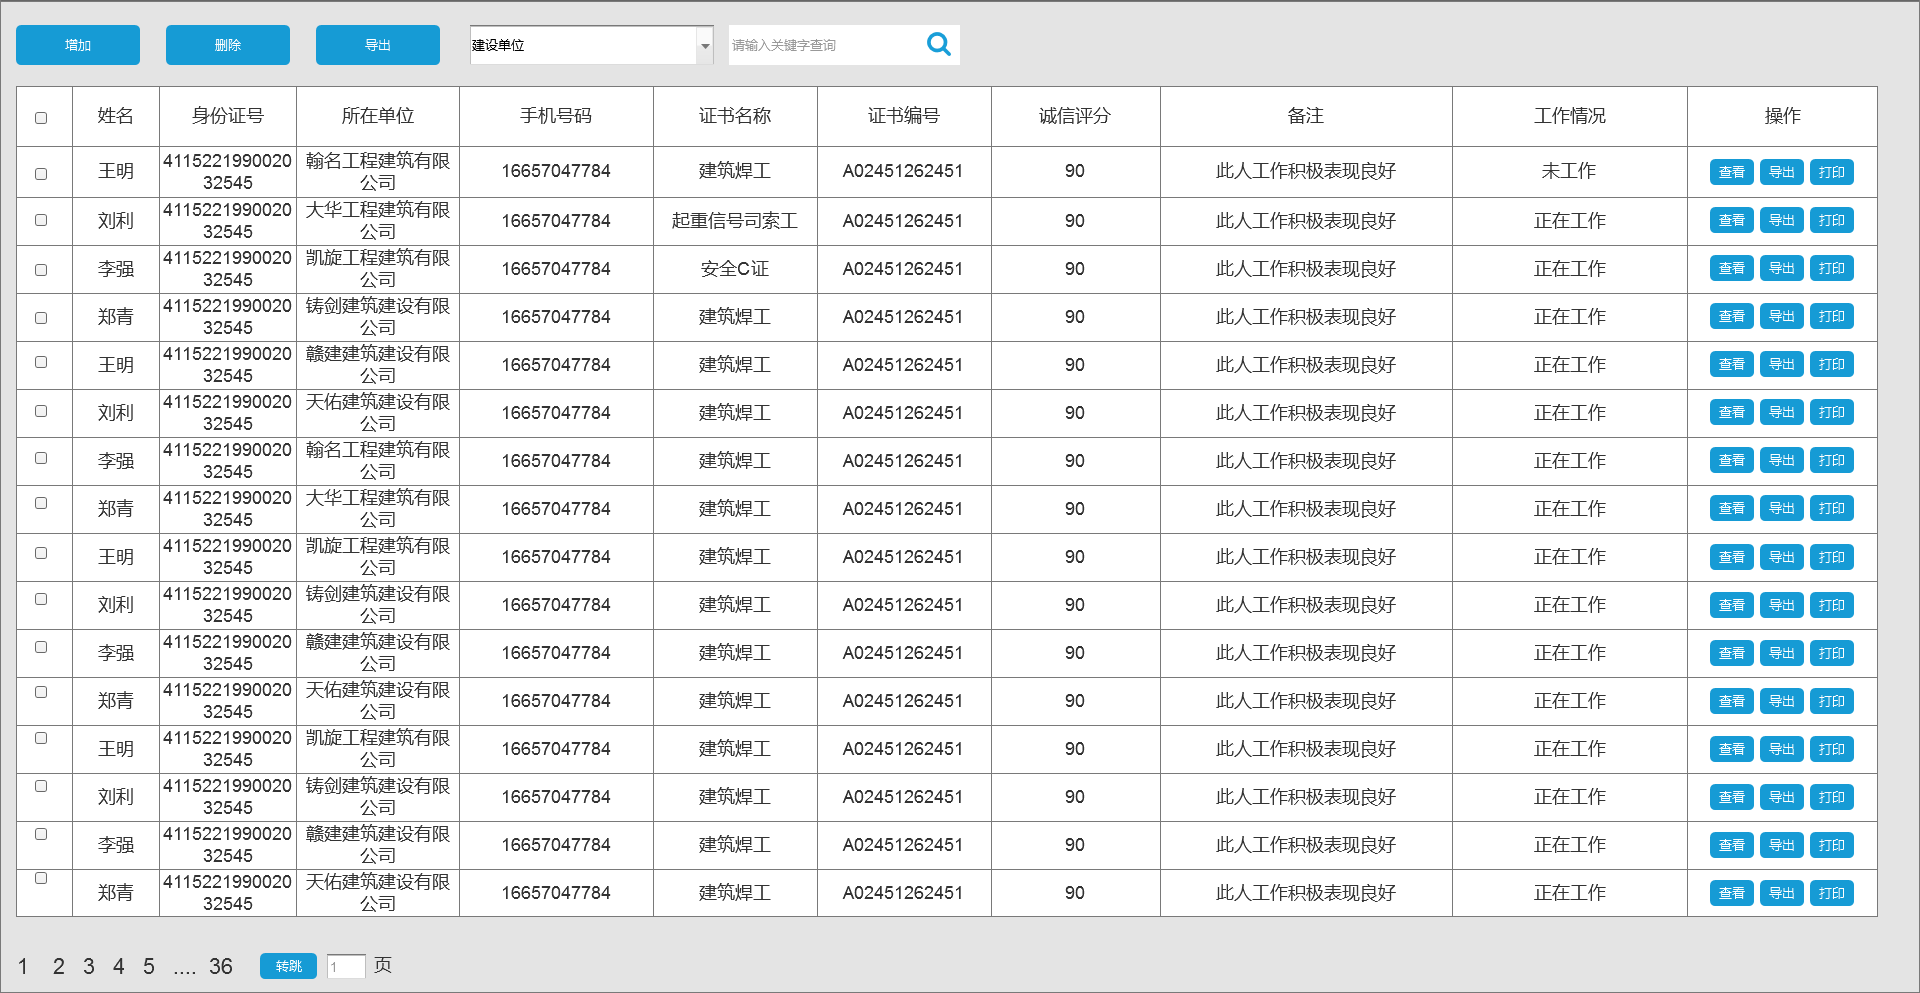 增加 删除 导出 建设单位 请输入关键字查询
姓名 身份证号 所在单位 手机号码 证书名称 证书编号 诚信评分 备注 工作情况 操作
王明 411522199002032545 翰名工程建筑有限公司 16657047784 建筑焊工 A02451262451 90 此人工作积极表现良好 未工作 查看 导出 打印
刘利 411522199002032545 大华工程建筑有限公司 16657047784 起重信号司索工 A02451262451 90 此人工作积极表现良好 正在工作 查看 导出 打印
李强 411522199002032545 凯旋工程建筑有限公司 16657047784 安全C证 A02451262451 90 此人工作积极表现良好 正在工作 查看 导出 打印
郑青 411522199002032545 铸剑建筑建设有限公司 16657047784 建筑焊工 A02451262451 90 此人工作积极表现良好 正在工作 查看 导出 打印
王明 411522199002032545 赣建建筑建设有限公司 16657047784 建筑焊工 A02451262451 90 此人工作积极表现良好 正在工作 查看 导出 打印
刘利 411522199002032545 天佑建筑建设有限公司 16657047784 建筑焊工 A02451262451 90 此人工作积极表现良好 正在工作 查看 导出 打印
李强 411522199002032545 翰名工程建筑有限公司 16657047784 建筑焊工 A02451262451 90 此人工作积极表现良好 正在工作 查看 导出 打印
郑青 411522199002032545 大华工程建筑有限公司 16657047784 建筑焊工 A02451262451 90 此人工作积极表现良好 正在工作 查看 导出 打印
王明 411522199002032545 凯旋工程建筑有限公司 16657047784 建筑焊工 A02451262451 90 此人工作积极表现良好 正在工作 查看 导出 打印
刘利 411522199002032545 铸剑建筑建设有限公司 16657047784 建筑焊工 A02451262451 90 此人工作积极表现良好 正在工作 查看 导出 打印
李强 411522199002032545 赣建建筑建设有限公司 16657047784 建筑焊工 A02451262451 90 此人工作积极表现良好 正在工作 查看 导出 打印
郑青 411522199002032545 天佑建筑建设有限公司 16657047784 建筑焊工 A02451262451 90 此人工作积极表现良好 正在工作 查看 导出 打印
王明 411522199002032545 凯旋工程建筑有限公司 16657047784 建筑焊工 A02451262451 90 此人工作积极表现良好 正在工作 查看 导出 打印
刘利 411522199002032545 铸剑建筑建设有限公司 16657047784 建筑焊工 A02451262451 90 此人工作积极表现良好 正在工作 查看 导出 打印
李强 411522199002032545 赣建建筑建设有限公司 16657047784 建筑焊工 A02451262451 90 此人工作积极表现良好 正在工作 查看 导出 打印
郑青 411522199002032545 天佑建筑建设有限公司 16657047784 建筑焊工 A02451262451 90 此人工作积极表现良好 正在工作 查看 导出 打印
1 2 3 4 5 .... 36 转跳 1 页